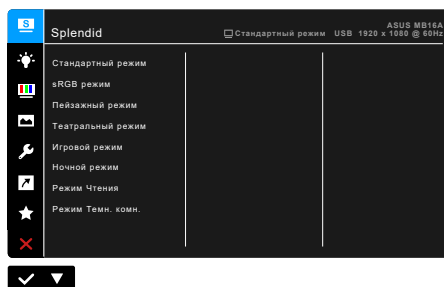 S
Splendid
Стандартный режим USB 1920 x 1080 @ 60Hz
ASUS MB16A
Стандартный режим
sRGB режим
Пейзажный режим
Театральный режим
Игровой режим
Ночной режим
Режим Чтения
Режим Темн. комн.